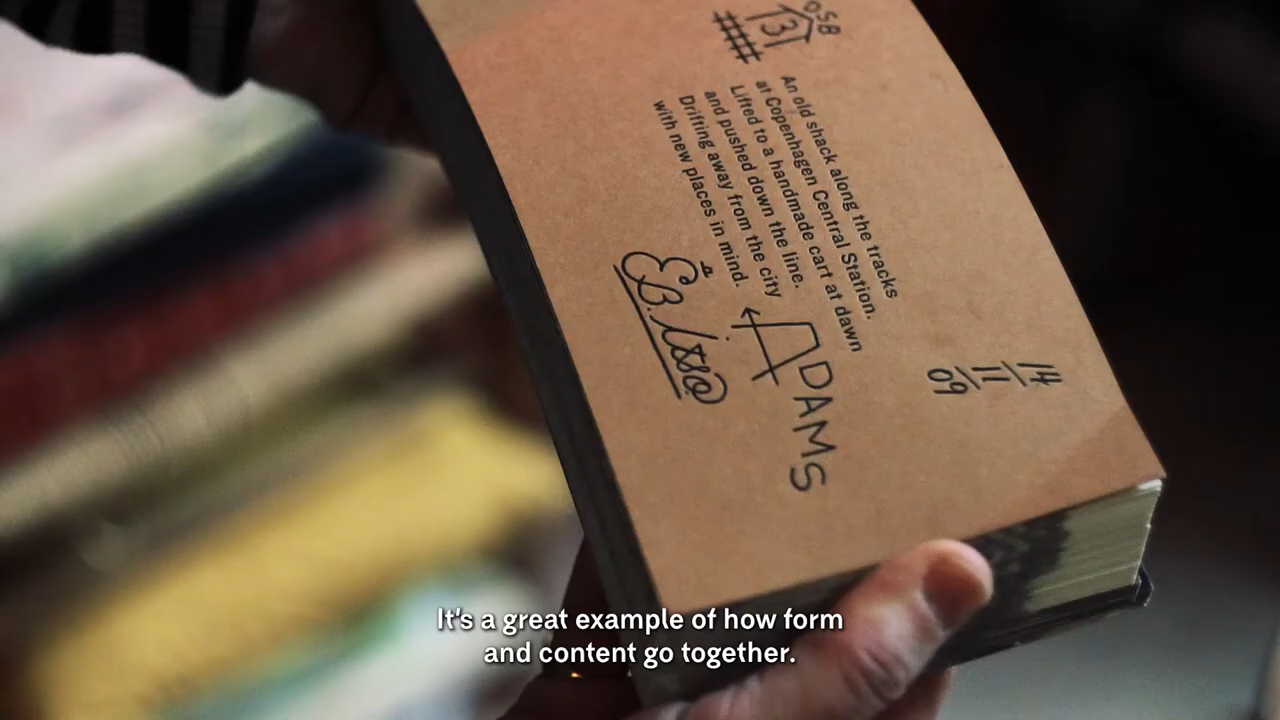 OSB
13
An old shack along the tracks
at Copenhagen Central Station.
Lifted to a handmade cart at dawn
and pushed down the line.
Drifting away from the city
with new places in mind.
ADAMS
14
11
09
It's a great example of how form
and content go together.